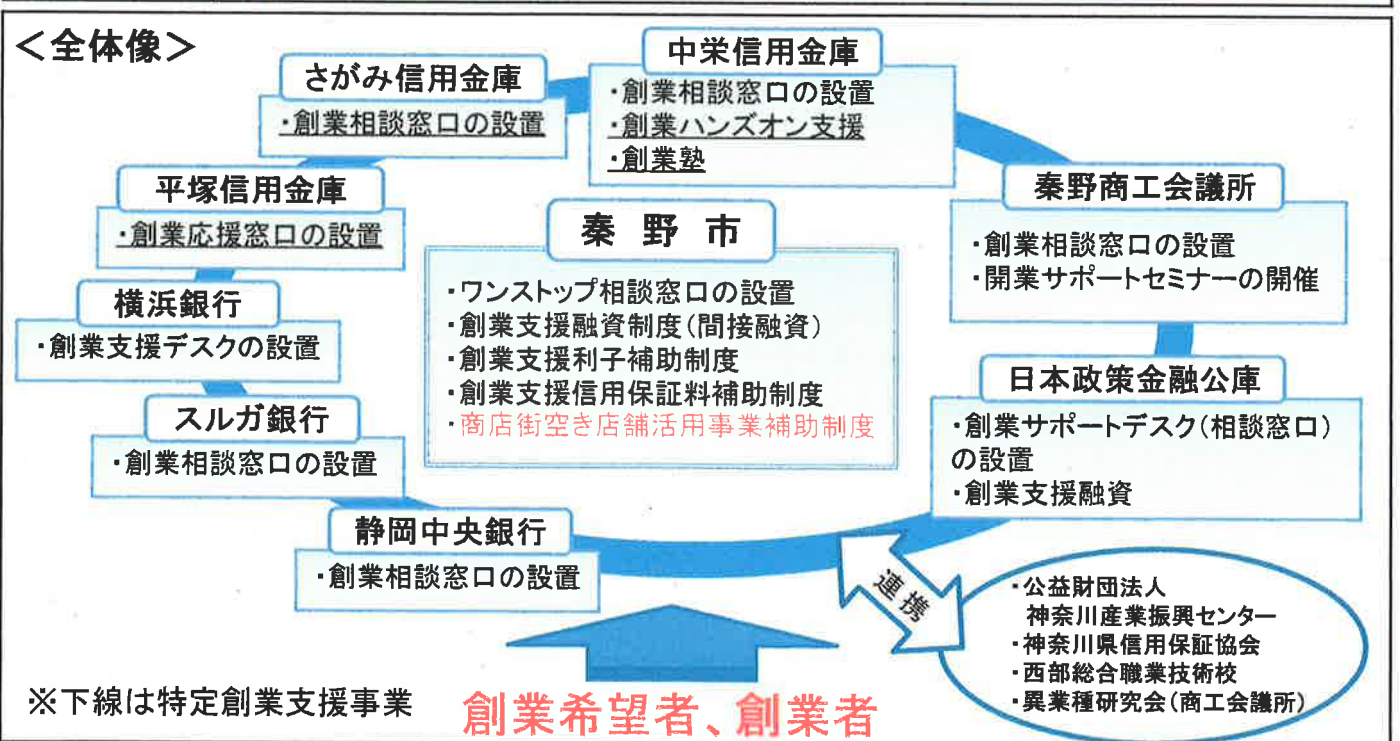 <全体像>
中栄信用金庫
・創業相談窓口の設置
・創業ハンズオン支援
・創業塾
さがみ信用金庫
・創業相談窓口の設置
平塚信用金庫
・創業応援窓口の設置
横浜銀行
・創業支援デスクの設置
スルガ銀行
・創業相談窓口の設置
静岡中央銀行
・創業相談窓口の設置
秦野市
・ワンストップ相談窓口の設置
・創業支援融資制度(間接融資)
・創業支援利子補助制度
・創業支援信用保証料補助制度
・商店街空き店舗活用事業補助制度
秦野商工会議所
・創業相談窓口の設置
・開業サポートセミナーの開催
日本政策金融公庫
・創業サポートデスク(相談窓口)
の設置
・創業支援融資
連携
・公益財団法人
神奈川産業振興センター
・神奈川県信用保証協会
・西部総合職業技術校
・異業種研究会(商工会議所)
※下線は特定創業支援事業
創業希望者、創業者